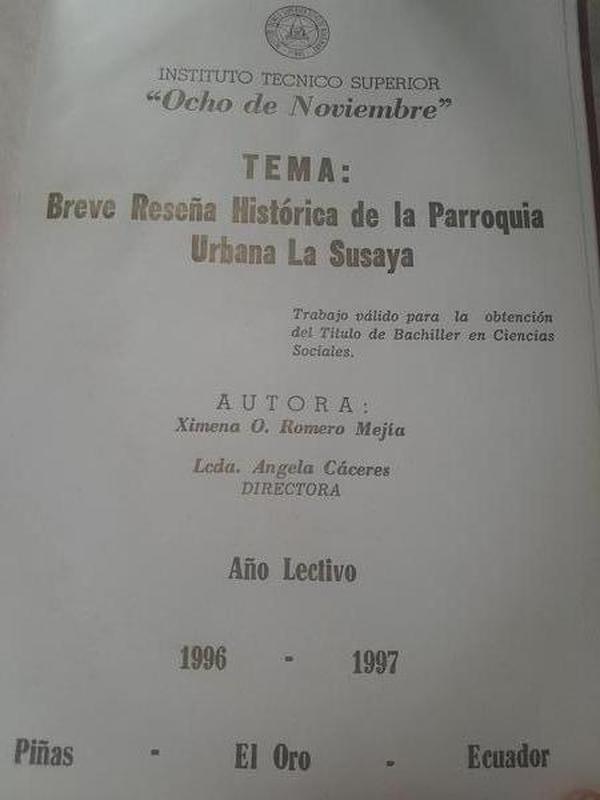 INSTITUTO TECNICO SUPERIOR
“Ocho de Noviembre”
TEMA:
Breve Reseña Histórica de la Parroquia
Urbana La Susaya
Trabajo válido para la obtención
del Titulo de Bachiller en Ciencias
Sociales.
AUTORA:
Ximena O. Romero Mejía
Lcda. Angela Cáceres
DIRECTORA
Año Lectivo
1996 - 1997
Piñas - El Oro - Ecuador